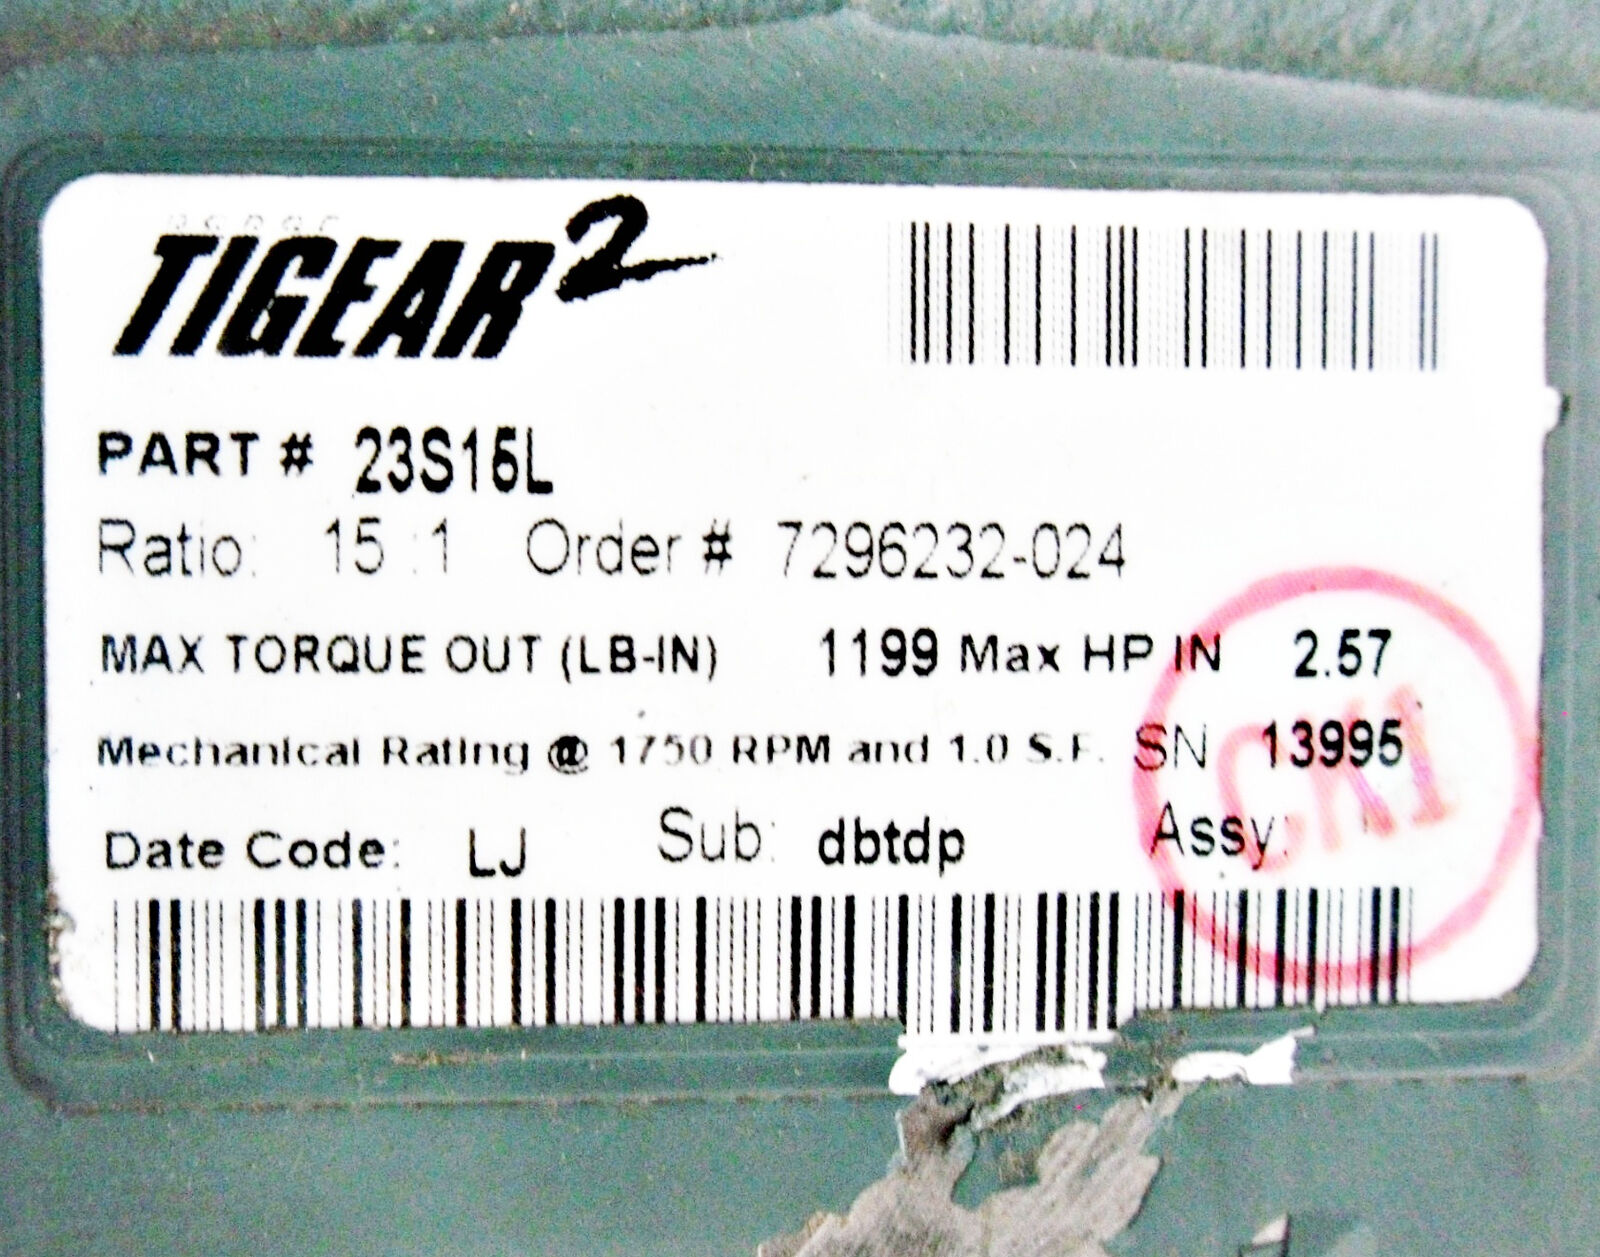 TIGEAR2
PART # 23S15L
Ratio: 15 :1 Order # 7296232-024
MAX TORQUE OUT (LB-IN) 1199 Max HP IN 2.57
Mechanical Rating @ 1750 RPM and 1.0 S.F. SN 13995
Date Code: LJ Sub: dbtdp Assy: